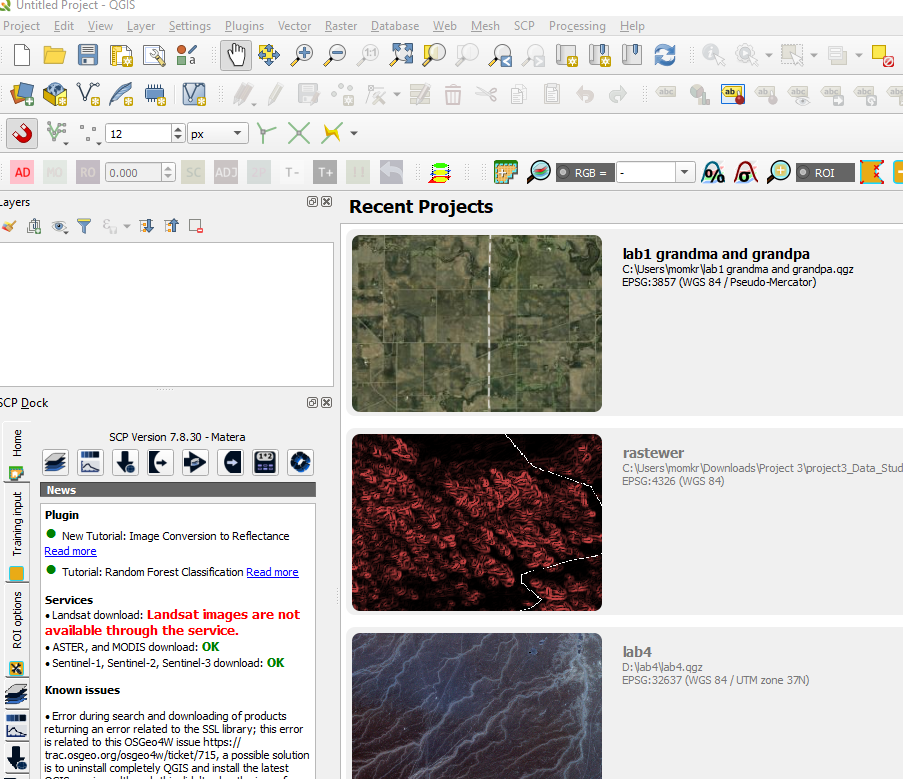 Untitled Project - QGIS
Project Edit View Layer Settings Plugins Vector Raster Database Web Mesh SCP Processing Help
12 px
AD MO RO 0.000 SC ADJ T- T+ RGB = - ROI
Layers
Recent Projects
lab1 grandma and grandpa
C:\Users\momkr\lab1 grandma and grandpa.qgz
EPSG:3857 (WGS 84 / Pseudo-Mercator)
rastewer
C:\Users\momkr\Downloads\Project 3\project3_Data_Stud
EPSG:4326 (WGS 84)
lab4
D:\lab4\lab4.qgz
EPSG:32637 (WGS 84 / UTM zone 37N)
SCP Dock
Home
Training input
ROI options
SCP Version 7.8.30 - Matera
News
Plugin
New Tutorial: Image Conversion to Reflectance
Read more
Tutorial: Random Forest Classification Read more
Services
• Landsat download: Landsat images are not
available through the service.
• ASTER, and MODIS download: OK
• Sentinel-1, Sentinel-2, Sentinel-3 download: OK
Known issues
• Error during search and downloading of products
returning an error related to the SSL library; this error
is related to this OSGeo4W issue https://
trac.osgeo.org/osgeo4w/ticket/715, a possible solution
is to uninstall completely QGIS and install the latest